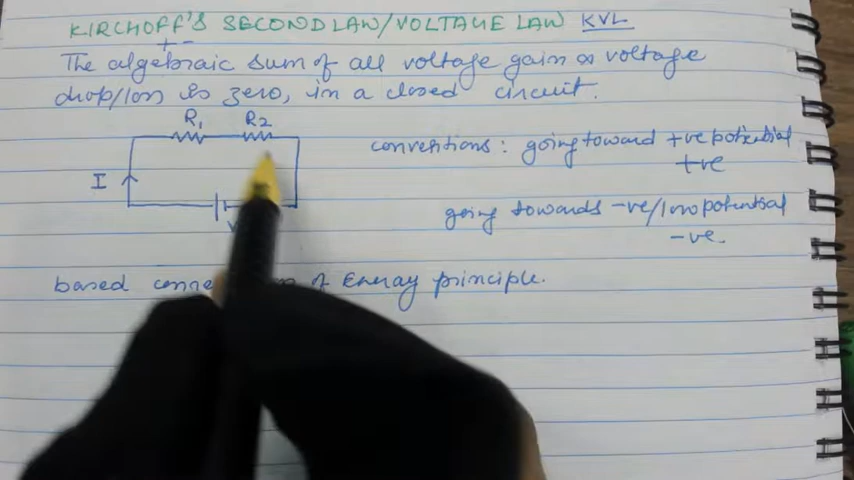 KIRCHOFF'S SECOND LAW/VOLTAGE LAW KVL
+ -
The algebraic sum of all voltage gain or voltage
drop/loss is zero, in a closed circuit.
R1 R2
conventions: going toward +ve potential
+ve
I
going towards -ve/low potential
-ve
V
based of Energy principle.